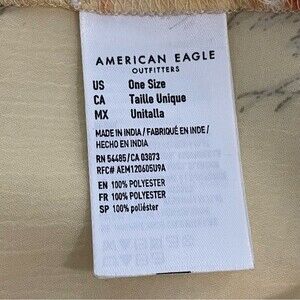 AMERICAN EAGLE
OUTFITTERS
US One Size
CA Taille Unique
MX Unitalla
MADE IN INDIA / FABRIQUÉ EN INDE /
HECHO EN INDIA
RN 54485/CA 03873
RFC# AEM120605U9A
EN 100% POLYESTER
FR 100% POLYESTER
SP 100% poliéster